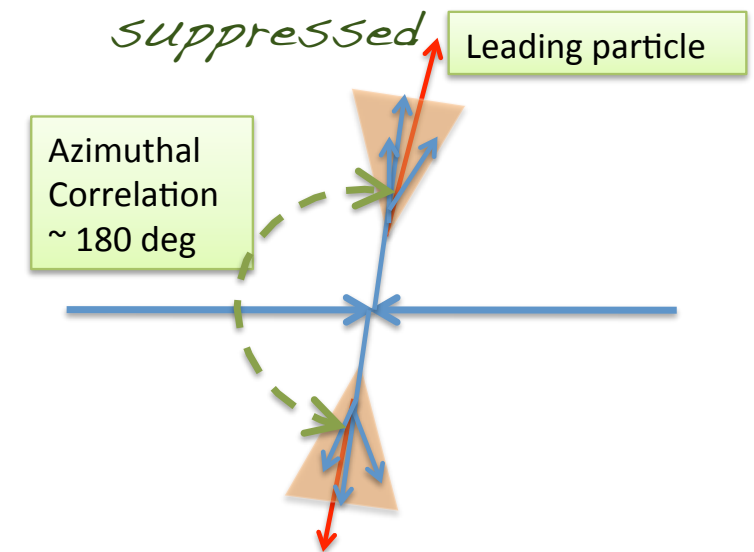 suppressed
Leading particle
Azimuthal
Correlation
~ 180 deg